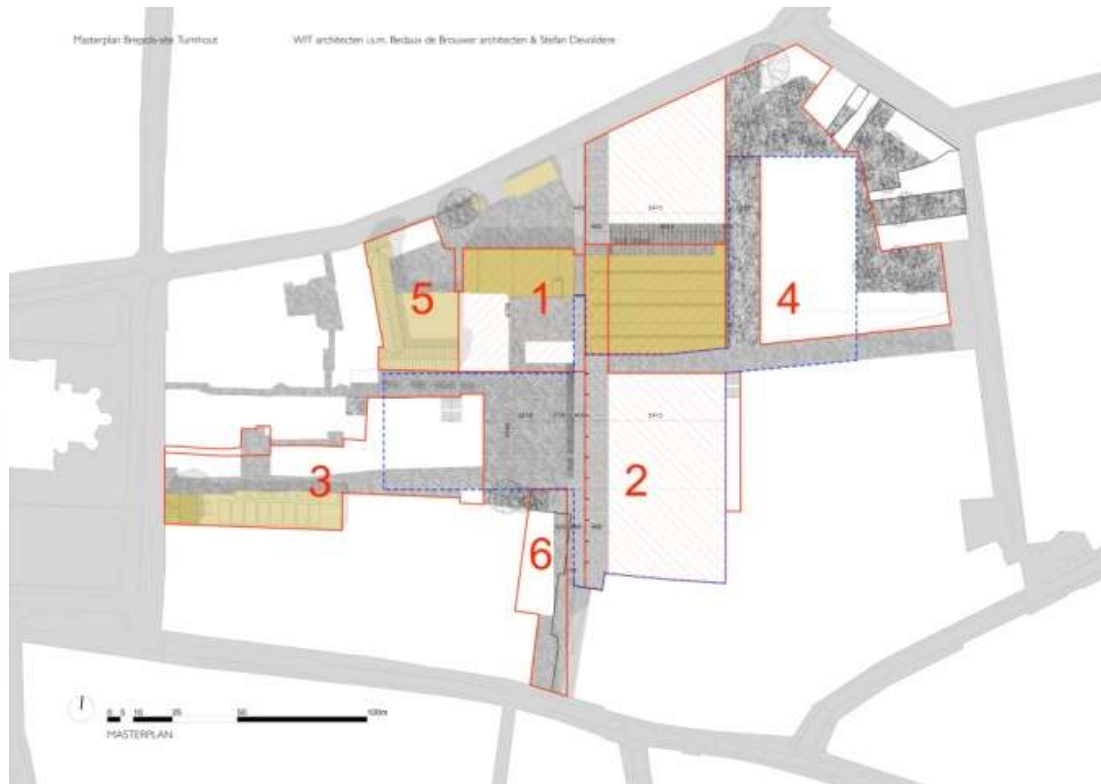 Masterplan Brepols-site Turnhout
WIT architecten i.s.m. Bedaux de Brouwer architecten & Stefan Devoldere
4
5
1
3
2
6
0 5 10 25 50 100m
MASTERPLAN